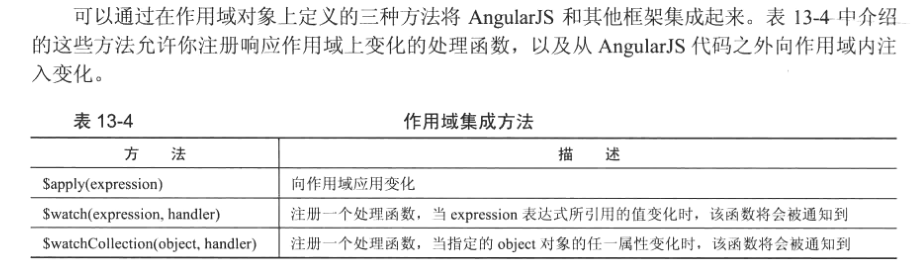 可以通过在作用域对象上定义的三种方法将 AngularJS 和其他框架集成起来。表 13-4 中介绍
的这些方法允许你注册响应作用域上变化的处理函数，以及从 AngularJS 代码之外向作用域内注
入变化。
表 13-4 作用域集成方法
方 法 描 述
$apply(expression) 向作用域应用变化
$watch(expression, handler) 注册一个处理函数，当 expression 表达式所引用的值变化时，该函数将会被通知到
$watchCollection(object, handler) 注册一个处理函数，当指定的 object 对象的任一属性变化时，该函数将会被通知到